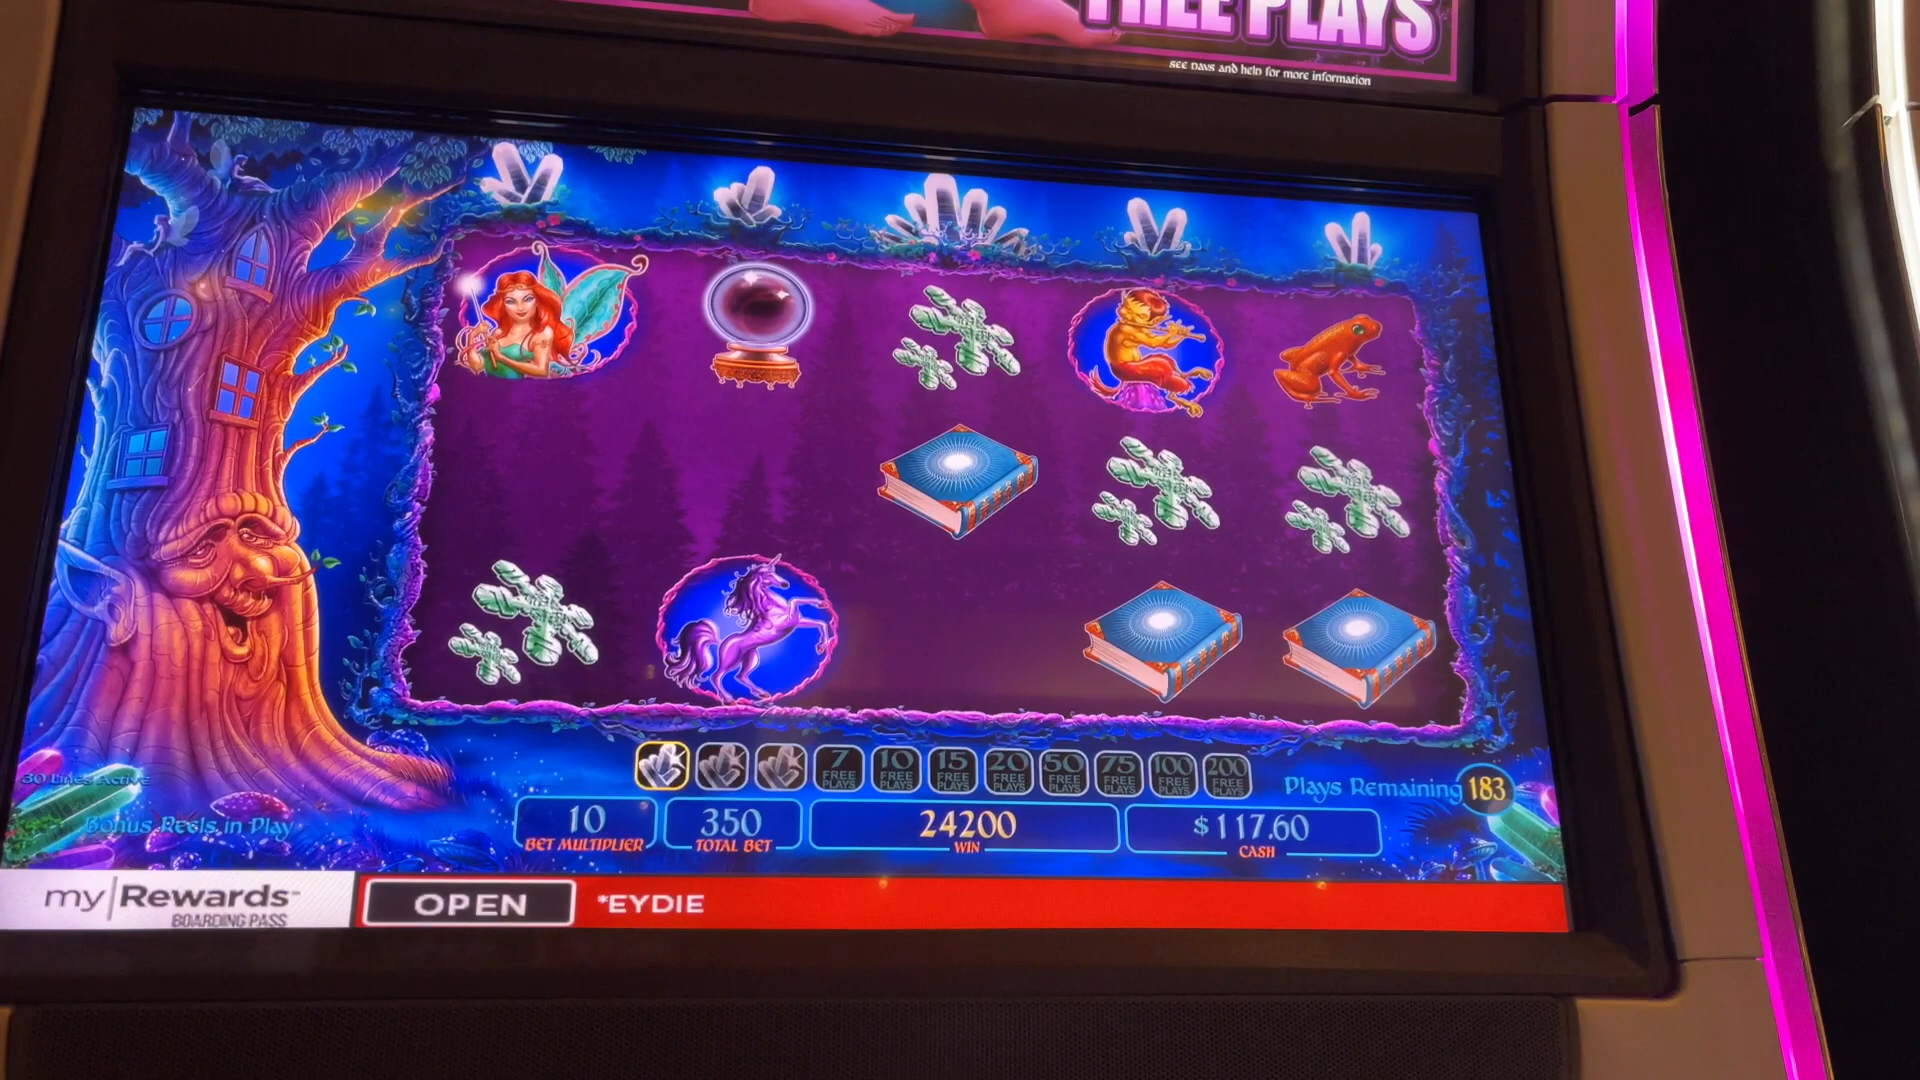 FREE PLAYS
see pays and help for more information
7 FREE PLAYS
10 FREE PLAYS
15 FREE PLAYS
20 FREE PLAYS
50 FREE PLAYS
75 FREE PLAYS
100 FREE PLAYS
200 FREE PLAYS
Plays Remaining 183
30 Lines Active
Bonus Reels in Play
10
BET MULTIPLIER
350
TOTAL BET
24200
WIN
$117.60
CASH
my|Rewards™
BOARDING PASS
OPEN
*EYDIE